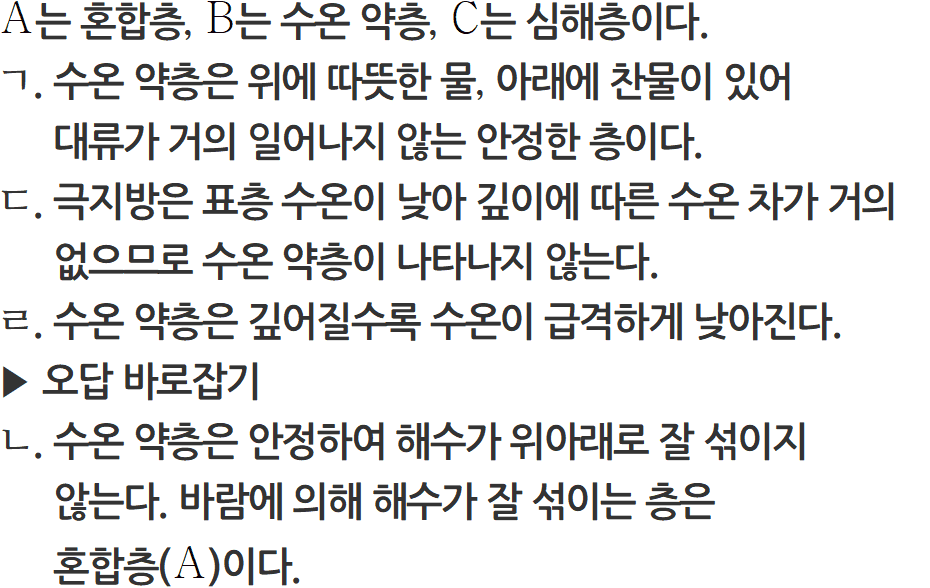 A는 혼합층, B는 수온 약층, C는 심해층이다.
ㄱ. 수온 약층은 위에 따뜻한 물, 아래에 찬물이 있어
대류가 거의 일어나지 않는 안정한 층이다.
ㄷ. 극지방은 표층 수온이 낮아 깊이에 따른 수온 차가 거의
없으므로 수온 약층이 나타나지 않는다.
ㄹ. 수온 약층은 깊어질수록 수온이 급격하게 낮아진다.
▶ 오답 바로잡기
ㄴ. 수온 약층은 안정하여 해수가 위아래로 잘 섞이지
않는다. 바람에 의해 해수가 잘 섞이는 층은
혼합층(A)이다.